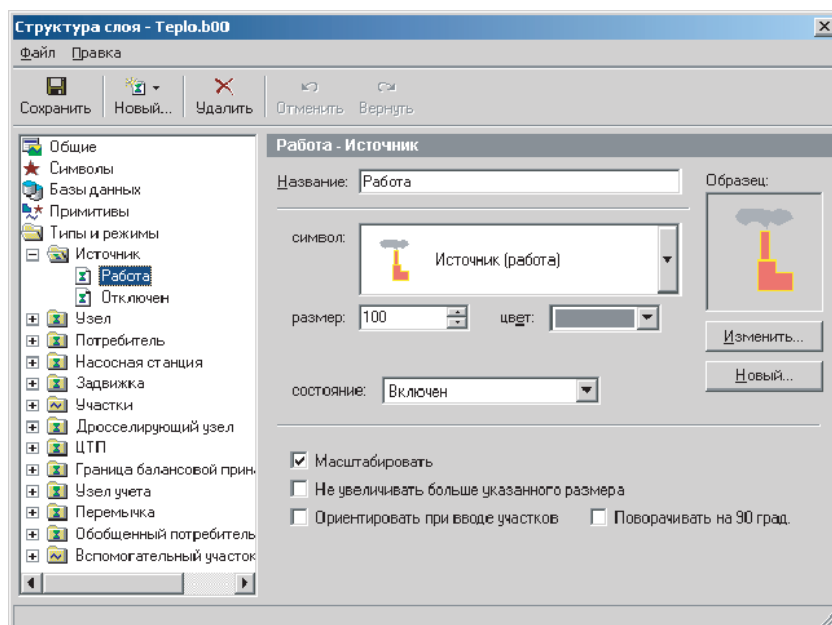 Структура слоя - Teplo.b00
Файл Правка
Сохранить Новый... Удалить Отменить Вернуть
Общие
Символы
Базы данных
Примитивы
Типы и режимы
Источник
Работа
Отключен
Узел
Потребитель
Насосная станция
Задвижка
Участки
Дросселирующий узел
ЦТП
Граница балансовой прин
Узел учета
Перемычка
Обобщенный потребитель
Вспомогательный участок
Работа - Источник
Название: Работа
Образец:
символ: Источник (работа)
размер: 100 цвет:
Изменить...
Новый...
состояние: Включен
Масштабировать
Не увеличивать больше указанного размера
Ориентировать при вводе участков Поворачивать на 90 град.